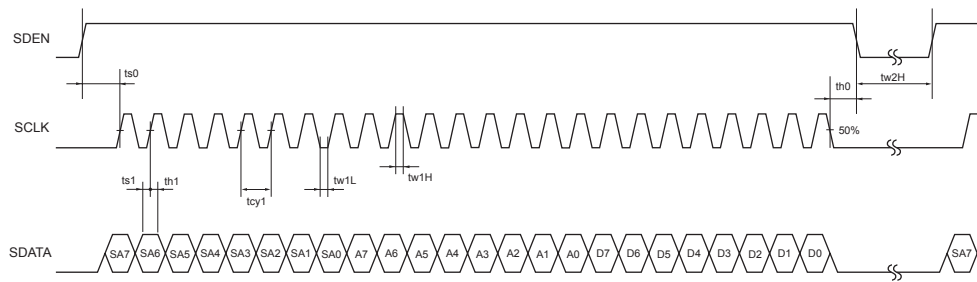 SDEN
ts0
th0
tw2H
SCLK
50%
ts1
th1
tcy1
tw1L
tw1H
SDATA
SA7 SA6 SA5 SA4 SA3 SA2 SA1 SA0 A7 A6 A5 A4 A3 A2 A1 A0 D7 D6 D5 D4 D3 D2 D1 D0 SA7